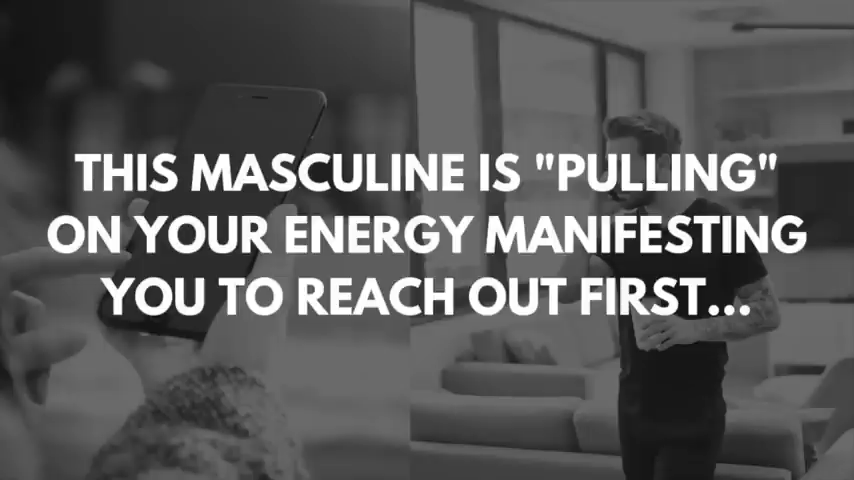 THIS MASCULINE IS "PULLING"
ON YOUR ENERGY MANIFESTING
YOU TO REACH OUT FIRST...